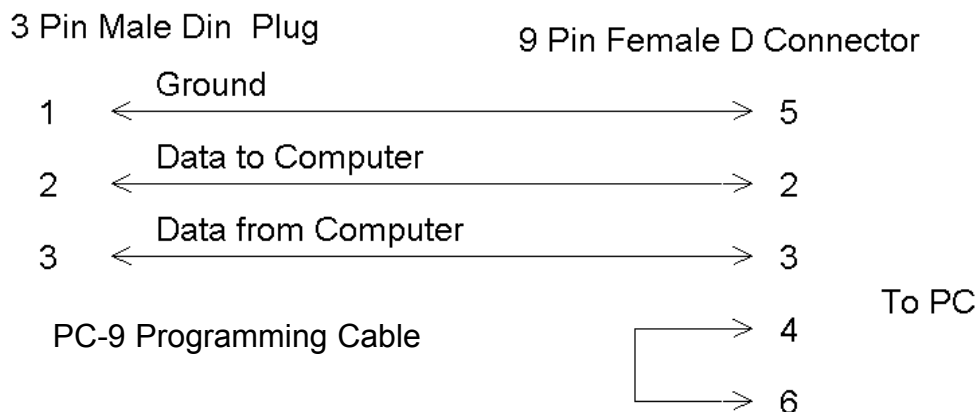 3 Pin Male Din Plug
9 Pin Female D Connector
Ground
1 5
Data to Computer
2 2
Data from Computer
3 3
To PC
PC-9 Programming Cable
4
6